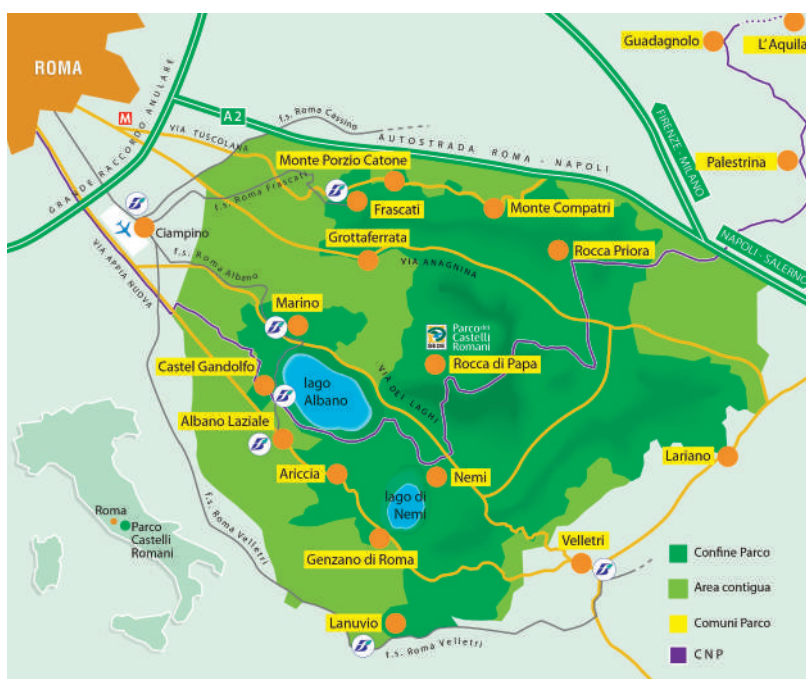 Guadagnolo
L'Aquila
ROMA
GRANDE RACCORDO ANULARE
M
A 2
f.s. Roma Cassino
VIA TUSCOLANA
AUTOSTRADA ROMA - NAPOLI
FIRENZE - MILANO
Palestrina
Monte Porzio Catone
f.s. Roma Frascati
Frascati
Monte Compatri
NAPOLI - SALERNO
Ciampino
Grottaferrata
VIA ANAGNINA
Rocca Priora
f.s. Roma Albano
VIA APPIA NUOVA
Marino
SEDE
Parco dei
Castelli
Romani
Rocca di Papa
Castel Gandolfo
lago
Albano
VIA DEI LAGHI
Albano Laziale
Ariccia
Nemi
Lariano
lago di
Nemi
f.s. Roma Velletri
Roma
Parco
Castelli
Romani
Genzano di Roma
Velletri
Lanuvio
f.s. Roma Velletri
Confine Parco
Area contigua
Comuni Parco
CNP